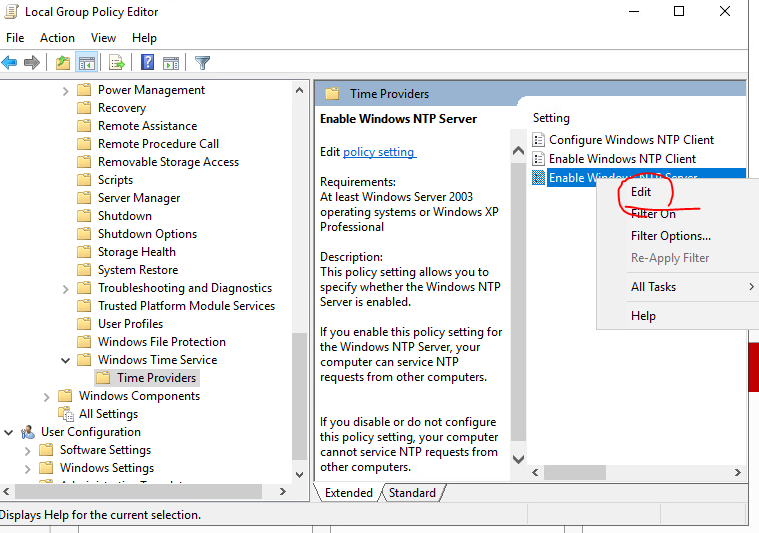 Local Group Policy Editor
File Action View Help
Power Management
Recovery
Remote Assistance
Remote Procedure Call
Removable Storage Access
Scripts
Server Manager
Shutdown
Shutdown Options
Storage Health
System Restore
Troubleshooting and Diagnostics
Trusted Platform Module Services
User Profiles
Windows File Protection
Windows Time Service
Time Providers
Windows Components
All Settings
User Configuration
Software Settings
Windows Settings
Time Providers
Enable Windows NTP Server
Edit policy setting
Requirements:
At least Windows Server 2003
operating systems or Windows XP
Professional
Description:
This policy setting allows you to
specify whether the Windows NTP
Server is enabled.
If you enable this policy setting for
the Windows NTP Server, your
computer can service NTP
requests from other computers.
If you disable or do not configure
this policy setting, your computer
cannot service NTP requests from
other computers.
Setting
Configure Windows NTP Client
Enable Windows NTP Client
Enable Windows NTP Server
Edit
Filter On
Filter Options...
Re-Apply Filter
All Tasks
Help
Extended Standard
Displays Help for the current selection.